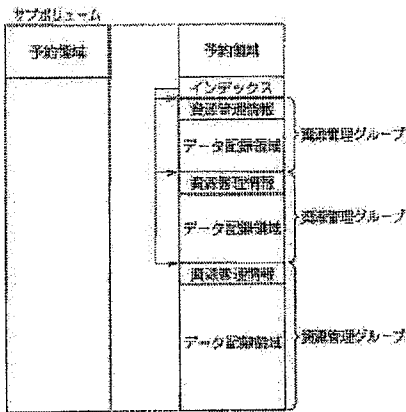 サブボリューム
予約領域
予約領域
インデックス
資源管理情報
データ記録領域
資源管理グループ
資源管理情報
データ記録領域
資源管理グループ
資源管理情報
データ記録領域
資源管理グループ